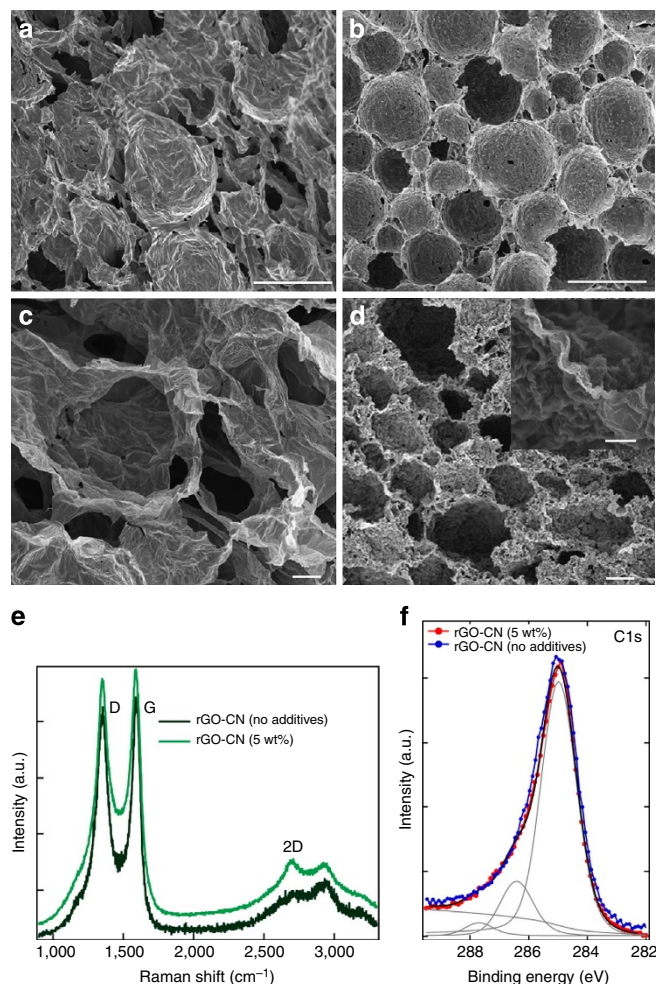 a
b
c
d
e
D
G
rGO-CN (no additives)
rGO-CN (5 wt%)
2D
Intensity (a.u.)
1,000 1,500 2,000 2,500 3,000
Raman shift (cm⁻¹)
f
rGO-CN (5 wt%)
rGO-CN (no additives)
C1s
Intensity (a.u.)
288 286 284 282
Binding energy (eV)